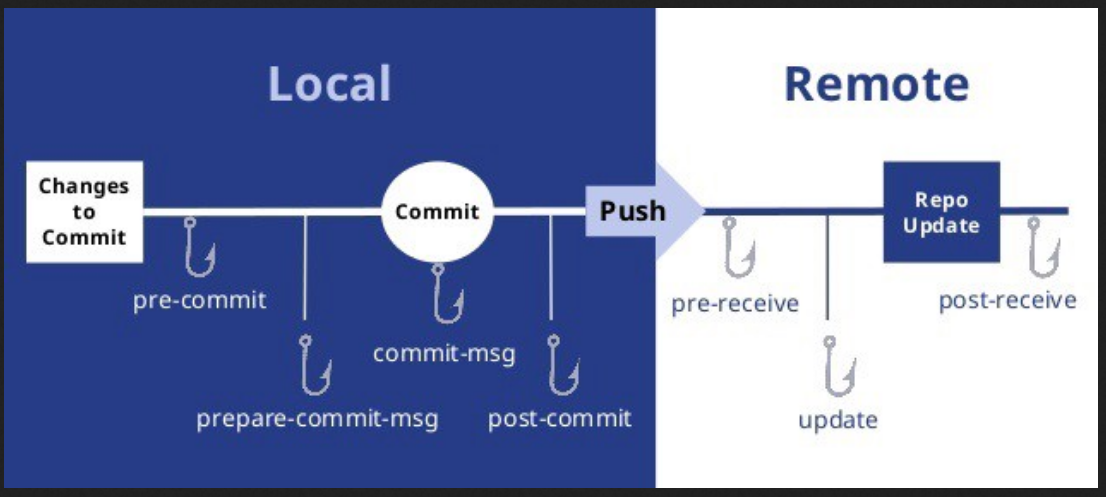 Local
Remote
Changes
to
Commit
Commit
Push
Repo
Update
pre-commit
prepare-commit-msg
commit-msg
post-commit
pre-receive
update
post-receive